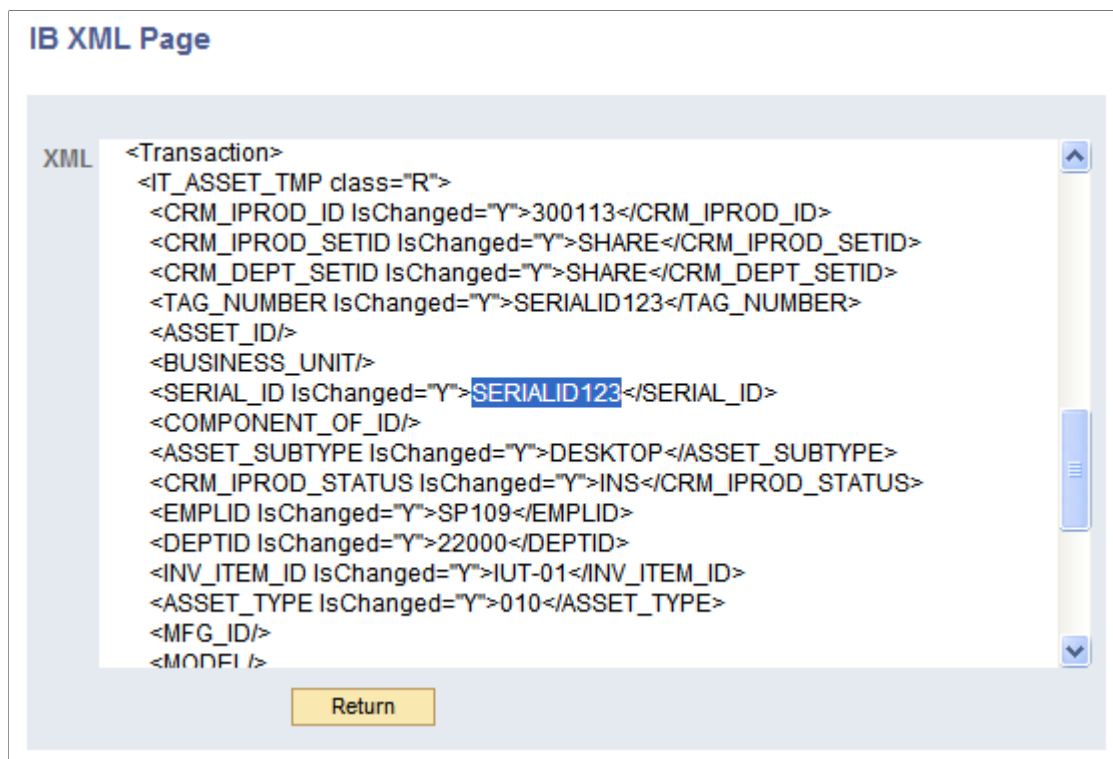 IB XML Page
XML
<Transaction>
<IT_ASSET_TMP class="R">
<CRM_IPROD_ID IsChanged="Y">300113</CRM_IPROD_ID>
<CRM_IPROD_SETID IsChanged="Y">SHARE</CRM_IPROD_SETID>
<CRM_DEPT_SETID IsChanged="Y">SHARE</CRM_DEPT_SETID>
<TAG_NUMBER IsChanged="Y">SERIALID123</TAG_NUMBER>
<ASSET_ID/>
<BUSINESS_UNIT/>
<SERIAL_ID IsChanged="Y">SERIALID123</SERIAL_ID>
<COMPONENT_OF_ID/>
<ASSET_SUBTYPE IsChanged="Y">DESKTOP</ASSET_SUBTYPE>
<CRM_IPROD_STATUS IsChanged="Y">INS</CRM_IPROD_STATUS>
<EMPLID IsChanged="Y">SP109</EMPLID>
<DEPTID IsChanged="Y">22000</DEPTID>
<INV_ITEM_ID IsChanged="Y">IUT-01</INV_ITEM_ID>
<ASSET_TYPE IsChanged="Y">010</ASSET_TYPE>
<MFG_ID/>
<MODEL/>
Return